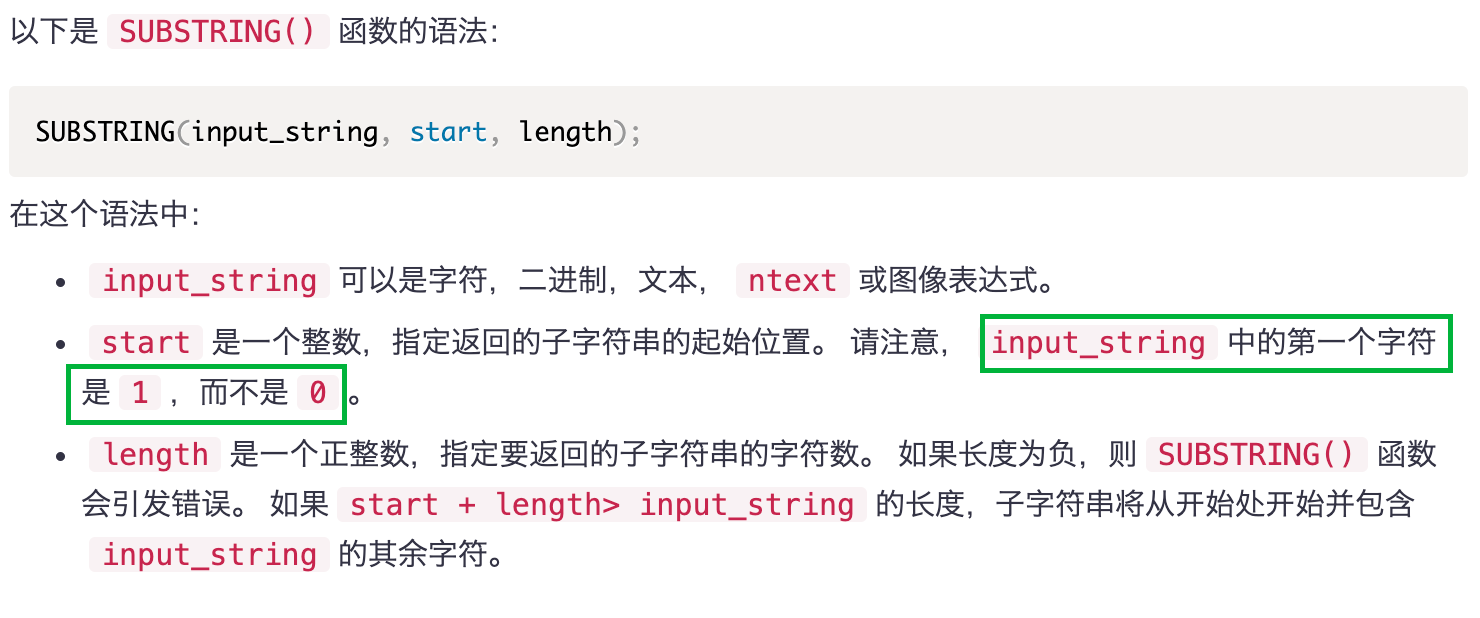 以下是 SUBSTRING() 函数的语法：
SUBSTRING(input_string, start, length);
在这个语法中：
• input_string 可以是字符，二进制，文本， ntext 或图像表达式。
• start 是一个整数，指定返回的子字符串的起始位置。 请注意， input_string 中的第一个字符
是 1 ，而不是 0 。
• length 是一个正整数，指定要返回的子字符串的字符数。 如果长度为负，则 SUBSTRING() 函数
会引发错误。 如果 start + length> input_string 的长度，子字符串将从开始处开始并包含
input_string 的其余字符。